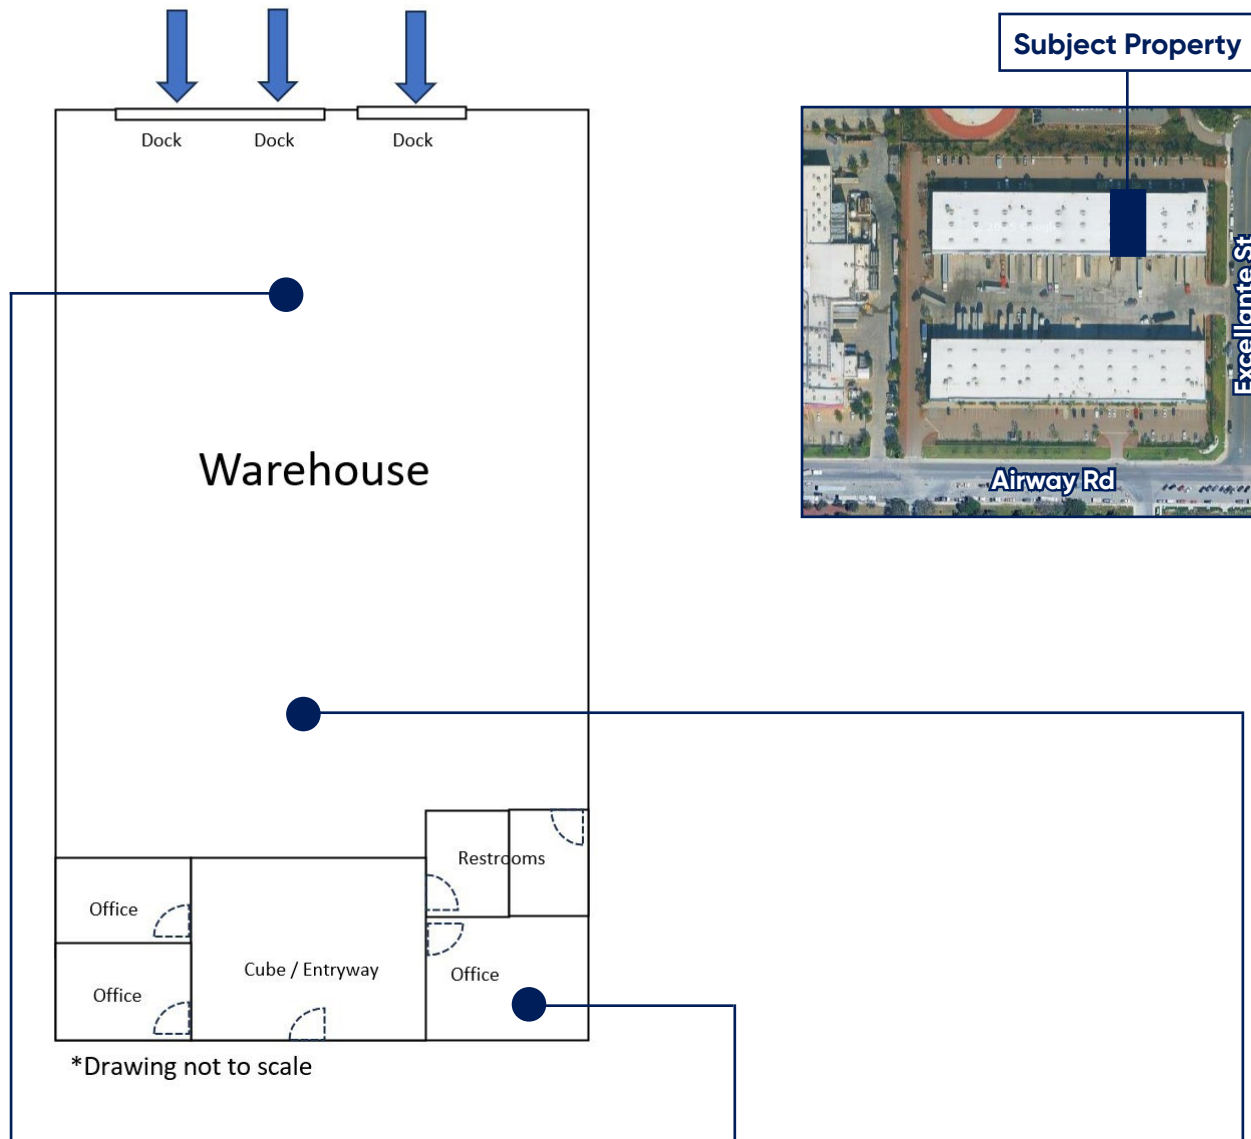 Subject Property
Dock
Dock
Dock
Excellante St
Warehouse
Airway Rd
Restrooms
Office
Cube / Entryway
Office
Office
*Drawing not to scale